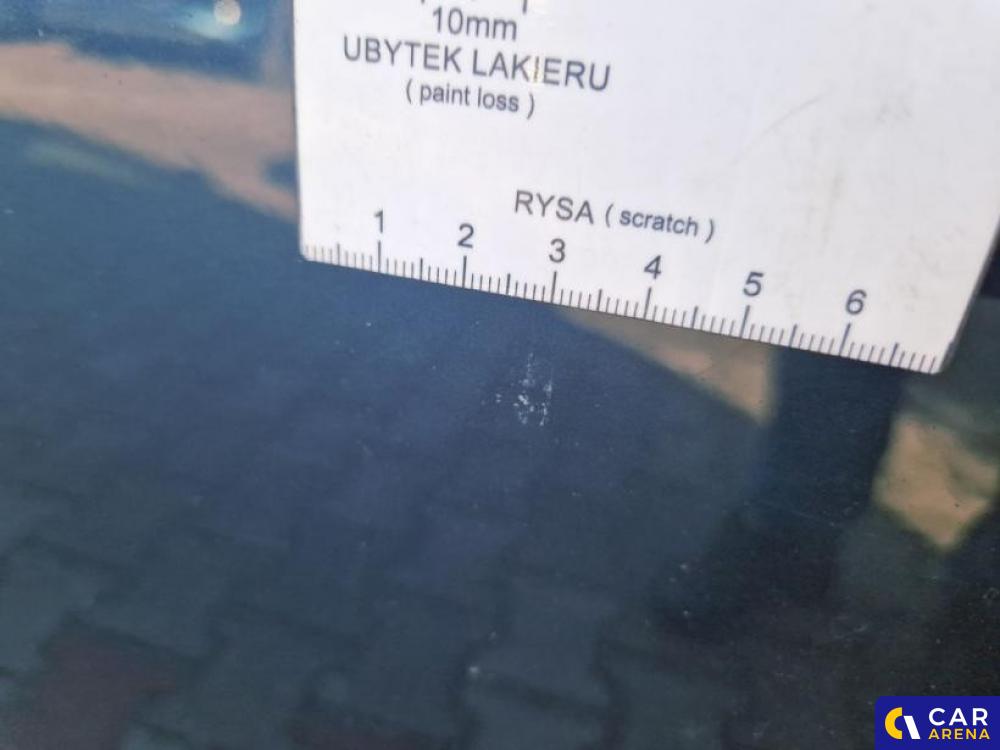 10mm
UBYTEK LAKIERU
( paint loss )
RYSA ( scratch )
1 2 3 4 5 6
CAR
ARENA